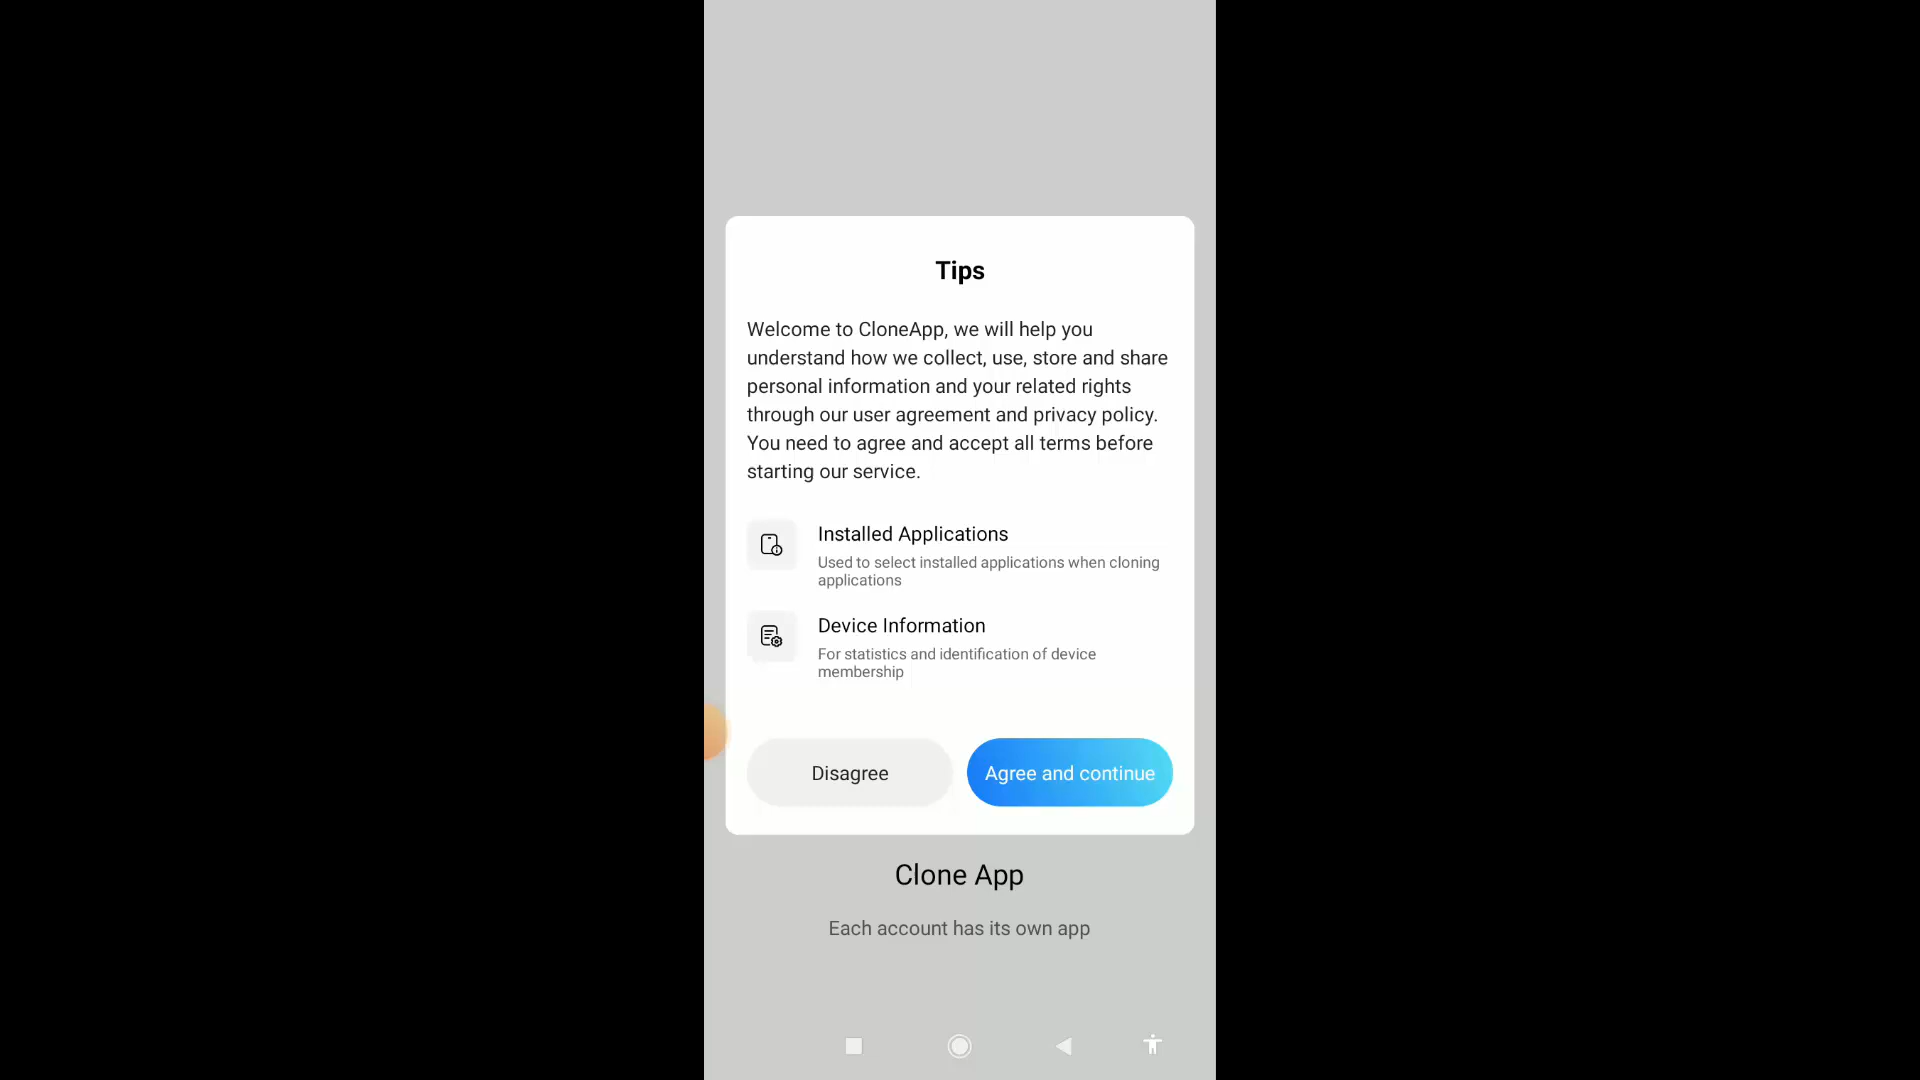 Tips
Welcome to CloneApp, we will help you
understand how we collect, use, store and share
personal information and your related rights
through our user agreement and privacy policy.
You need to agree and accept all terms before
starting our service.
Installed Applications
Used to select installed applications when cloning
applications
Device Information
For statistics and identification of device
membership
Disagree
Agree and continue
Clone App
Each account has its own app